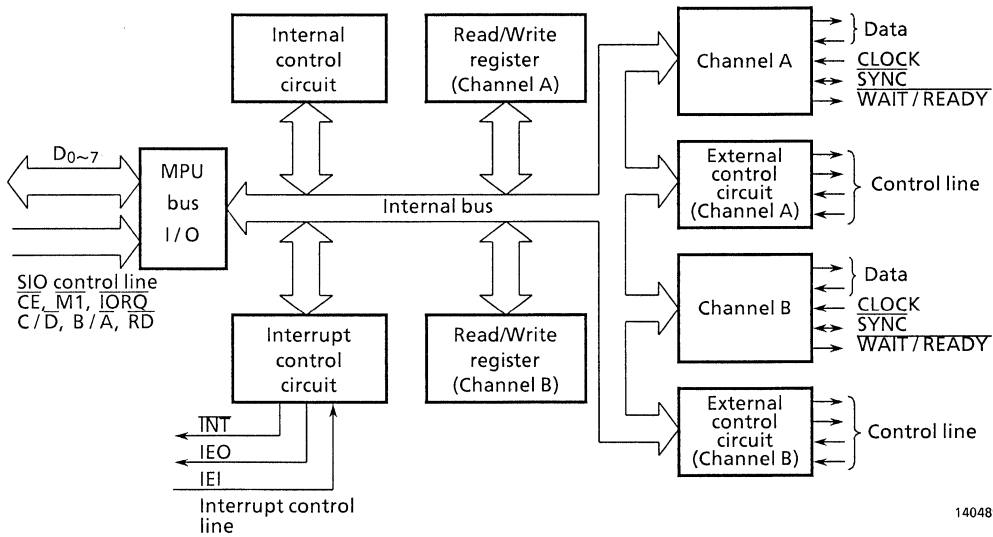 Internal
control
circuit
Read/Write
register
(Channel A)
Channel A
Data
CLOCK
SYNC
WAIT / READY
D0~7
MPU
bus
I/O
Internal bus
External
control
circuit
(Channel A)
Control line
SIO control line
CE, M1, IORQ
C/D, B/A, RD
Interrupt
control
circuit
Read/Write
register
(Channel B)
Channel B
Data
CLOCK
SYNC
WAIT / READY
External
control
circuit
(Channel B)
Control line
INT
IEO
IEI
Interrupt control
line
14048